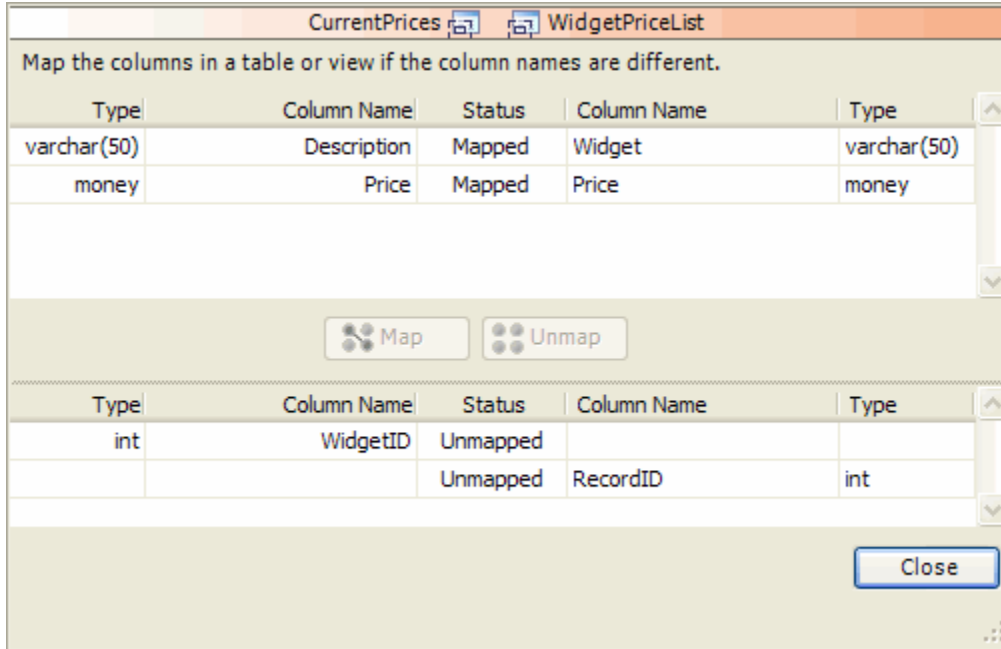 CurrentPrices WidgetPriceList
Map the columns in a table or view if the column names are different.
Type Column Name Status Column Name Type
varchar(50) Description Mapped Widget varchar(50)
money Price Mapped Price money
Map Unmap
Type Column Name Status Column Name Type
int WidgetID Unmapped
Unmapped RecordID int
Close